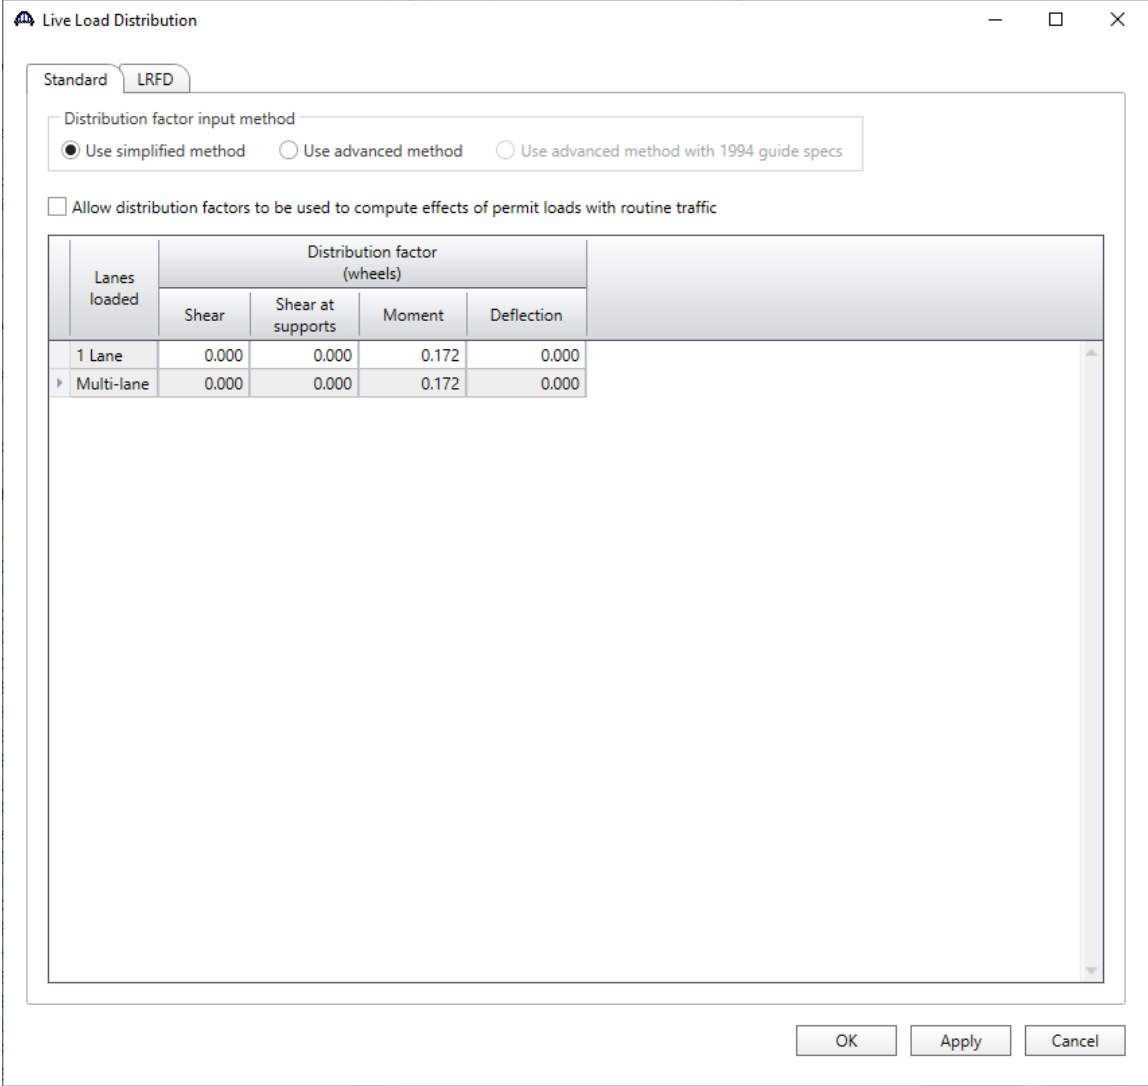 Live Load Distribution
Standard LRFD
Distribution factor input method
Use simplified method Use advanced method Use advanced method with 1994 guide specs
Allow distribution factors to be used to compute effects of permit loads with routine traffic
Lanes loaded Distribution factor (wheels)
Shear Shear at supports Moment Deflection
1 Lane 0.000 0.000 0.172 0.000
Multi-lane 0.000 0.000 0.172 0.000
OK Apply Cancel